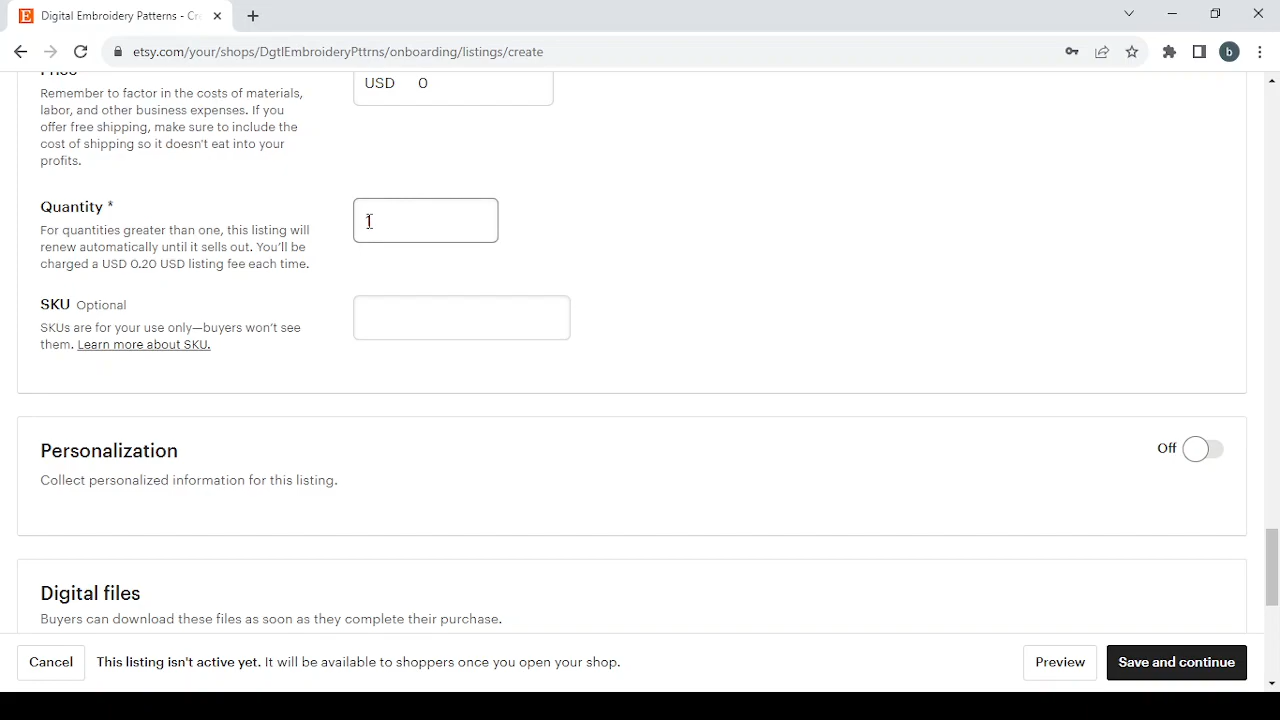 Digital Embroidery Patterns - Cre
etsy.com/your/shops/DgtlEmbroideryPttrns/onboarding/listings/create
b
Price
USD 0
Remember to factor in the costs of materials,
labor, and other business expenses. If you
offer free shipping, make sure to include the
cost of shipping so it doesn't eat into your
profits.
Quantity *
1
For quantities greater than one, this listing will
renew automatically until it sells out. You'll be
charged a USD 0.20 USD listing fee each time.
SKU Optional
SKUs are for your use only—buyers won't see
them. Learn more about SKU.
Personalization
Off
Collect personalized information for this listing.
Digital files
Buyers can download these files as soon as they complete their purchase.
Cancel
This listing isn't active yet. It will be available to shoppers once you open your shop.
Preview
Save and continue